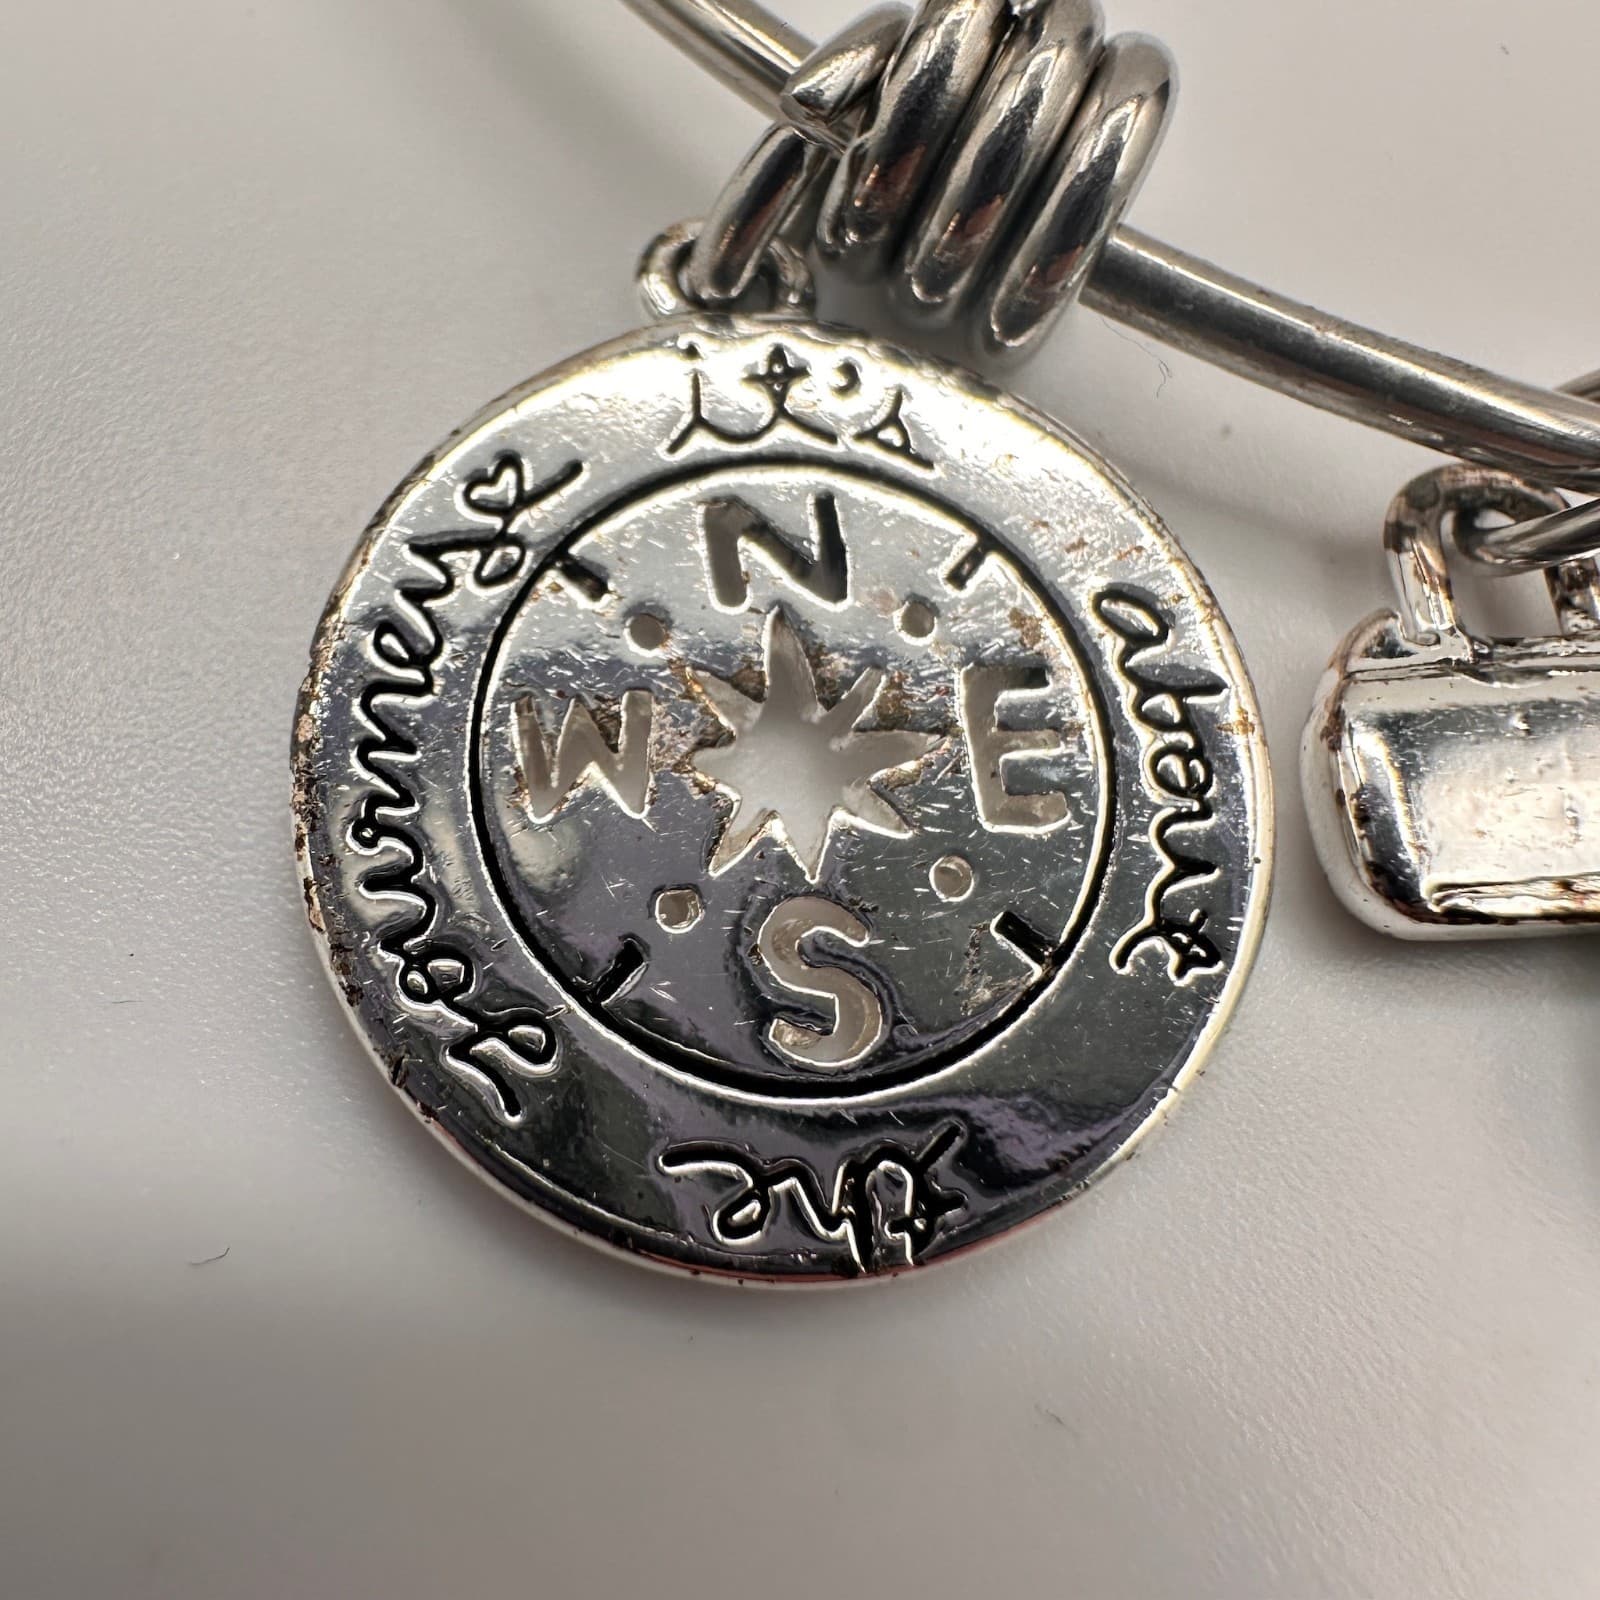 it's
about
the
journey
N
W
E
S